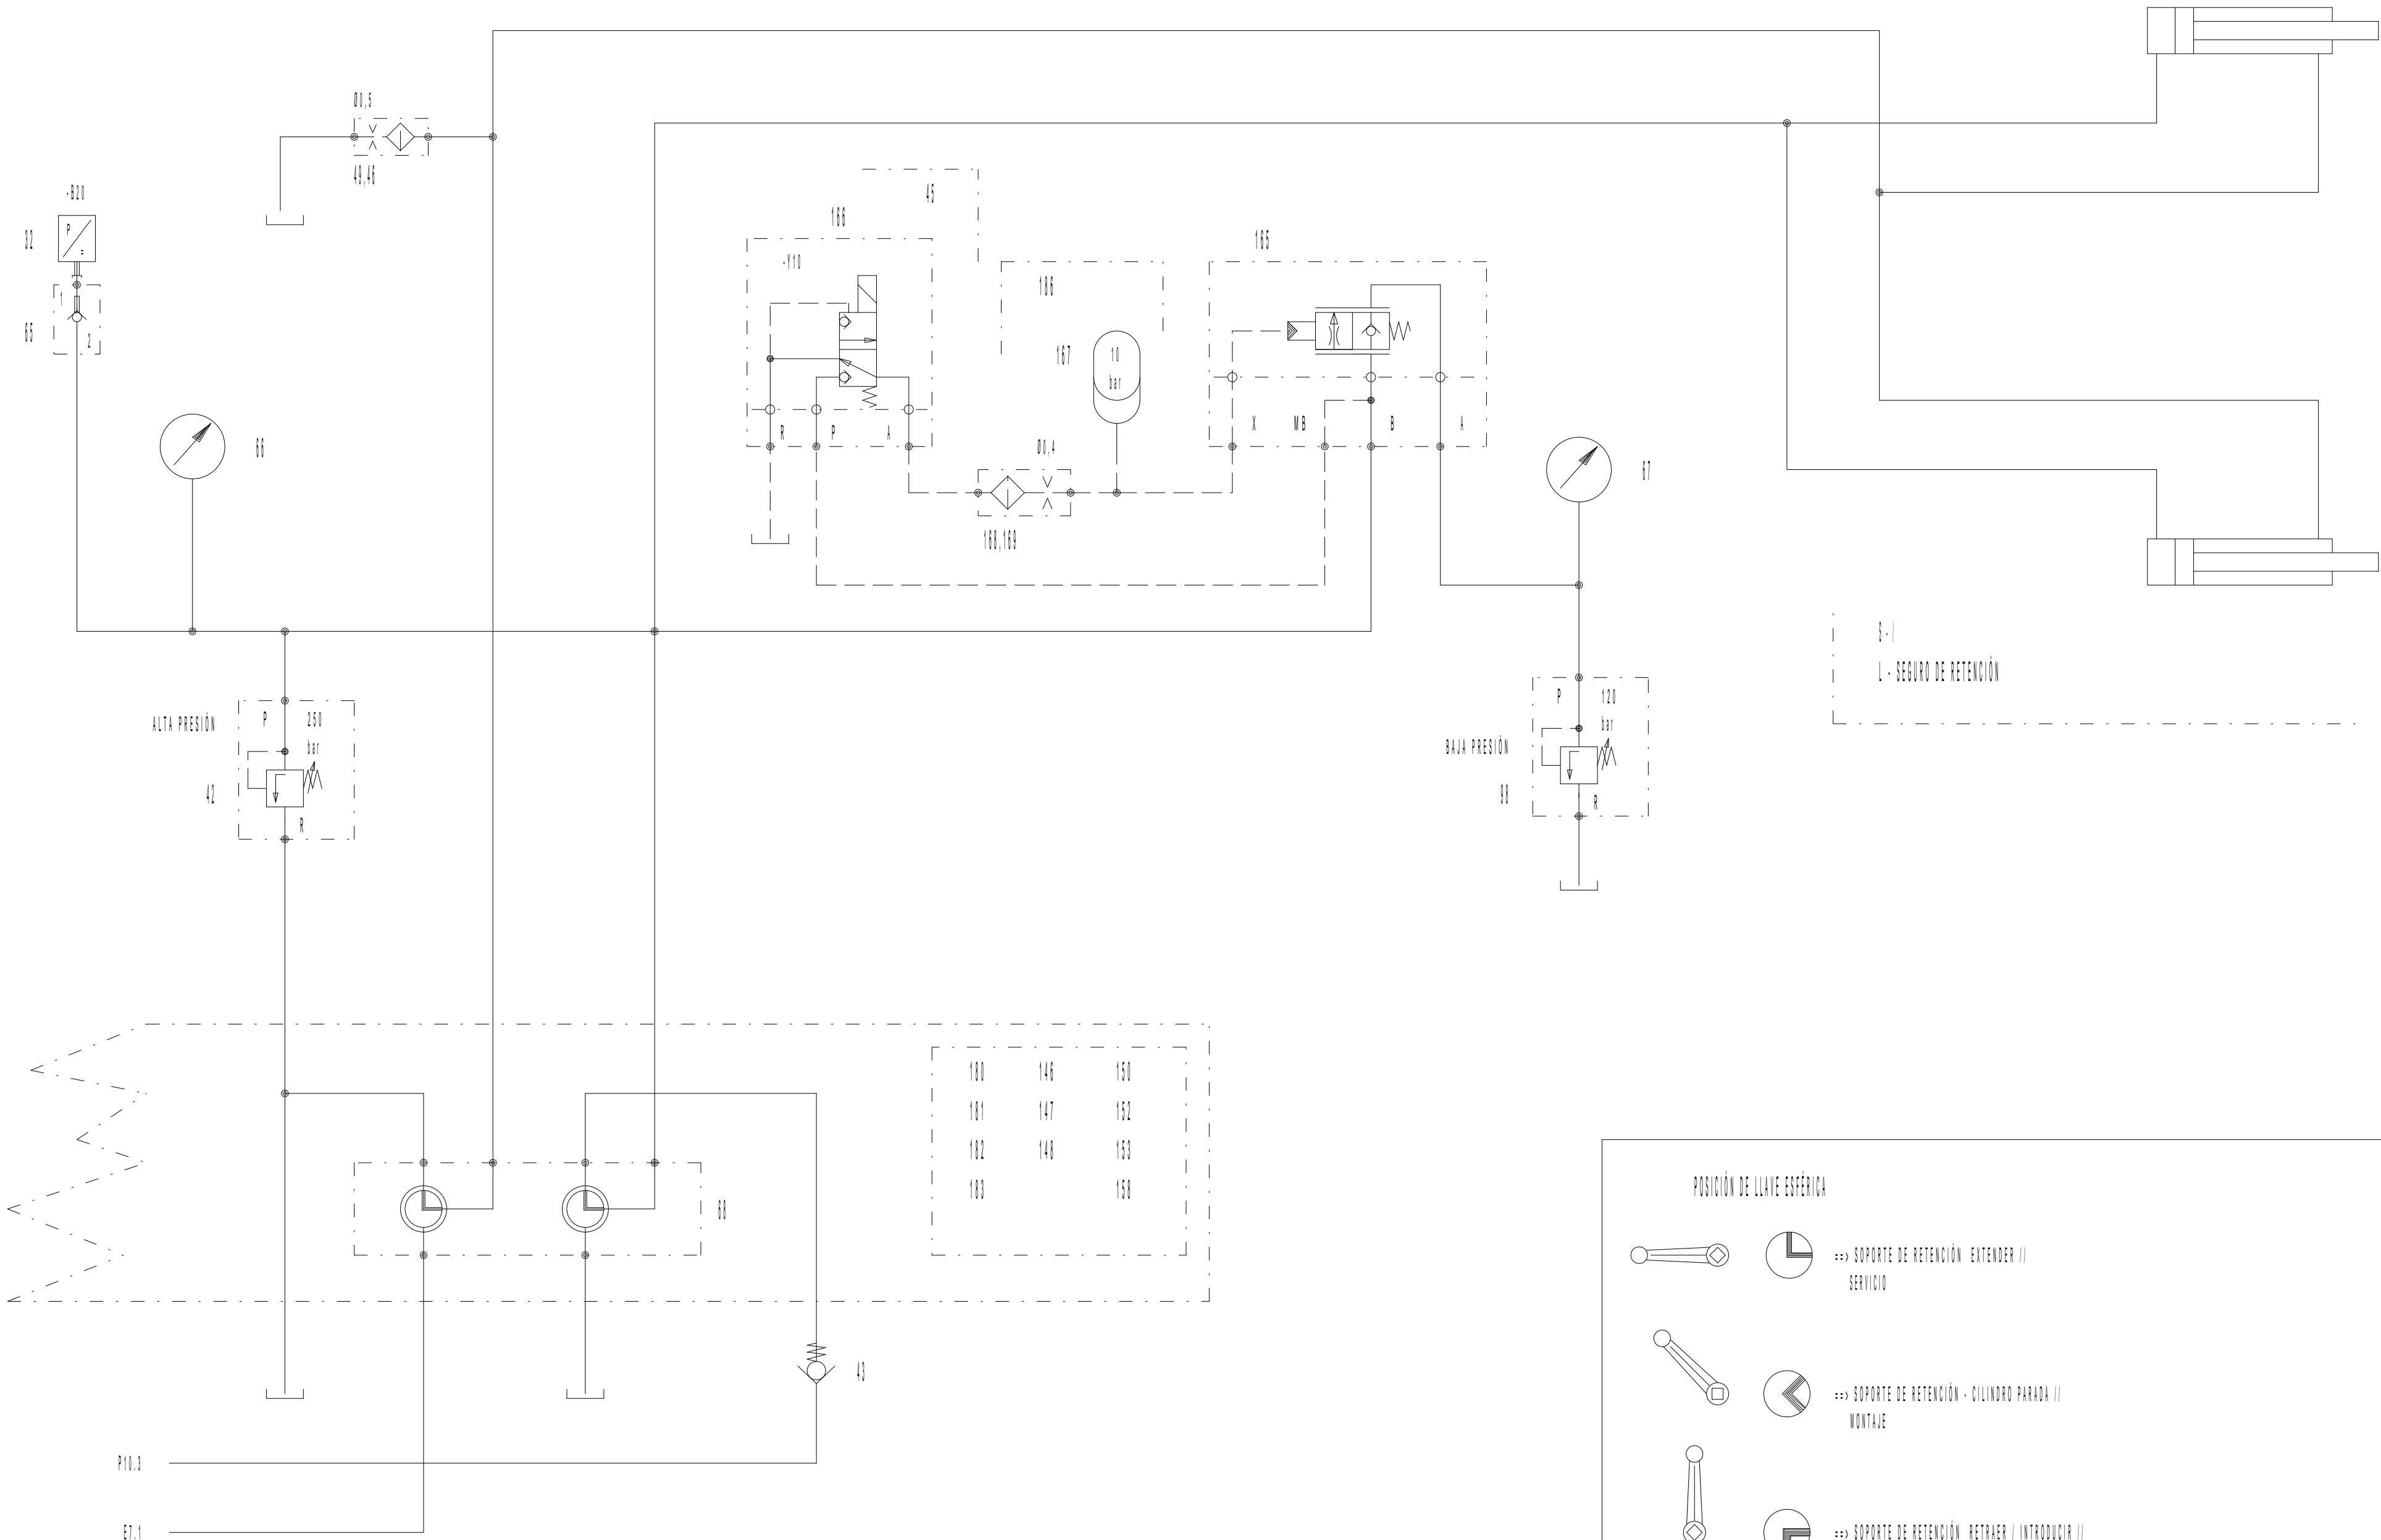 Ø0,5
49,46
-B20
32
P
=
1
65
2
45
166
-Y10
165
186
167
10
bar
66
R
P
A
X
MB
B
A
Ø0,4
67
168,169
S - /
L - SEGURO DE RETENCIÓN
ALTA PRESIÓN
P
250
bar
42
R
BAJA PRESIÓN
P
120
bar
98
R
180 146 150
181 147 152
182 148 153
183 158
68
43
P10.3
E7.1
POSICIÓN DE LLAVE ESFÉRICA
==) SOPORTE DE RETENCIÓN EXTENDER //
SERVICIO
==) SOPORTE DE RETENCIÓN - CILINDRO PARADA //
MONTAJE
==) SOPORTE DE RETENCIÓN RETRAER / INTRODUCIR //